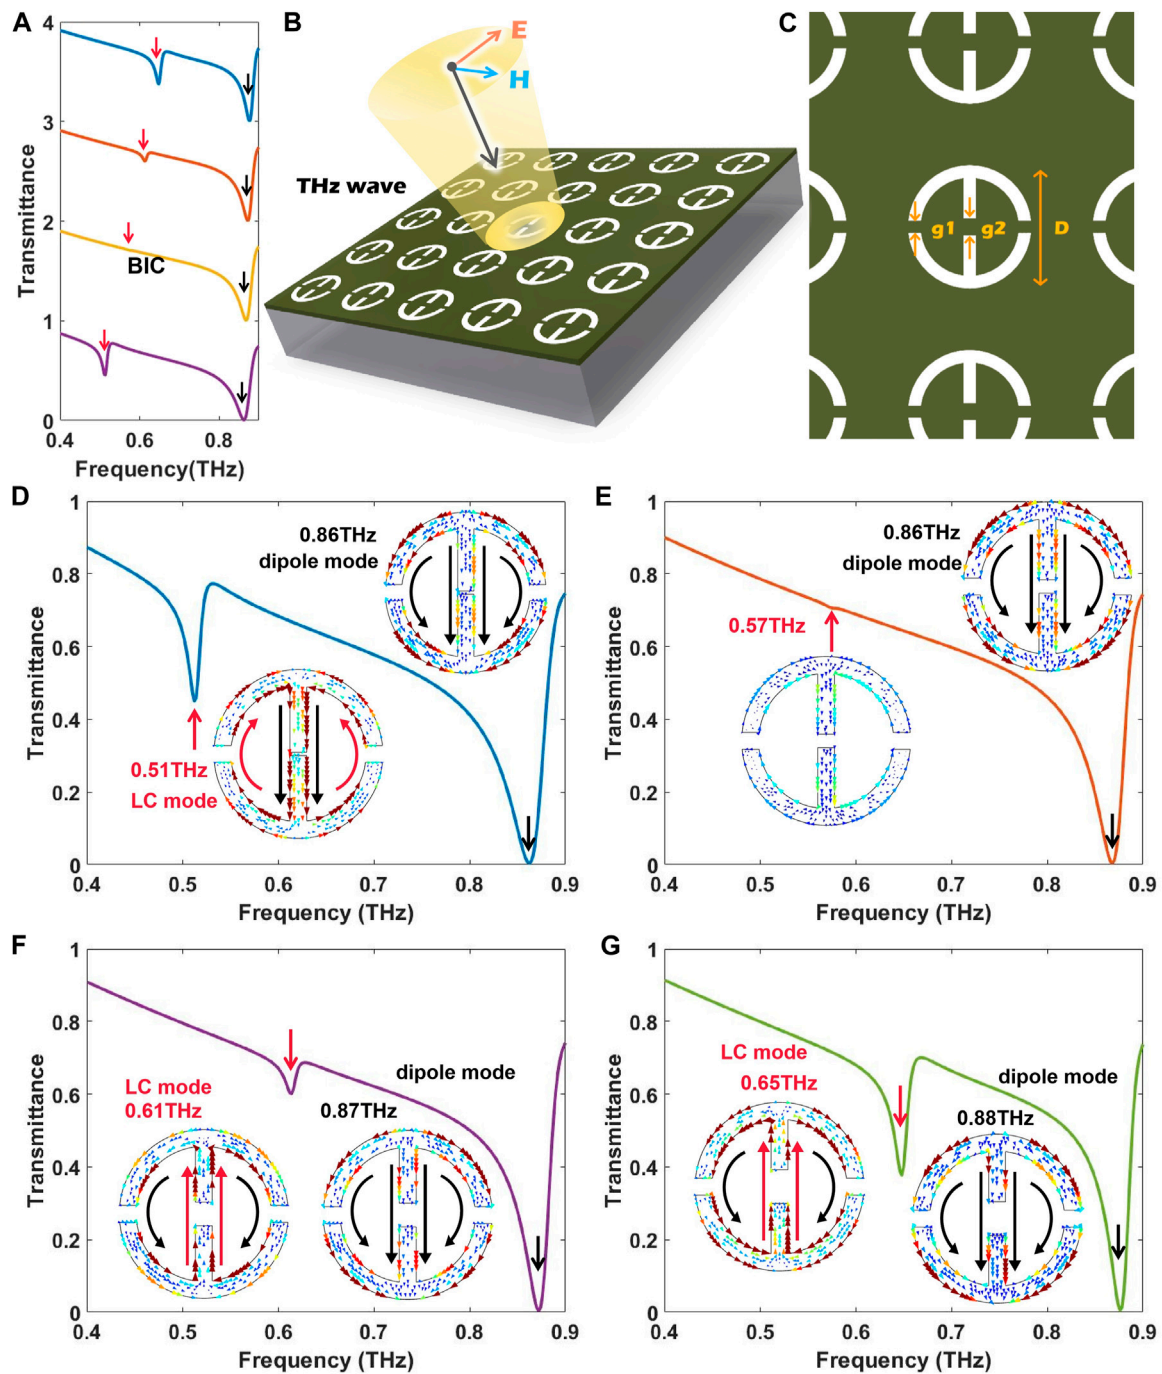 A
4
3
2
1
0
Transmittance
BIC
0.4
0.6
0.8
Frequency(THz)
B
E
H
THz wave
C
g1
g2
D
D
1
0.8
0.6
0.4
0.2
0
Transmittance
0.86THz
dipole mode
0.51THz
LC mode
0.4
0.5
0.6
0.7
0.8
0.9
Frequency (THz)
E
1
0.8
0.6
0.4
0.2
0
Transmittance
0.86THz
dipole mode
0.57THz
0.4
0.5
0.6
0.7
0.8
0.9
Frequency (THz)
F
1
0.8
0.6
0.4
0.2
0
Transmittance
LC mode
0.61THz
dipole mode
0.87THz
0.4
0.5
0.6
0.7
0.8
0.9
Frequency (THz)
G
1
0.8
0.6
0.4
0.2
0
Transmittance
LC mode
0.65THz
dipole mode
0.88THz
0.4
0.5
0.6
0.7
0.8
0.9
Frequency (THz)